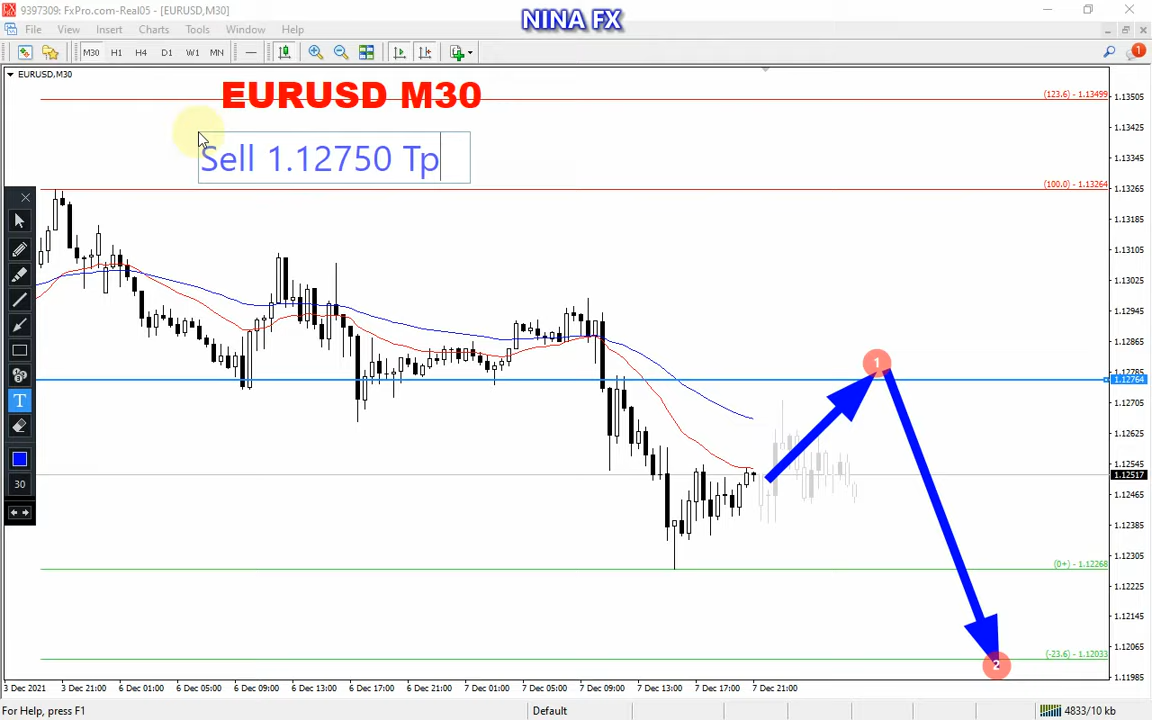 9397309: FxPro.com-Real05 - [EURUSD,M30]
NINA FX
File View Insert Charts Tools Window Help
M30 H1 H4 D1 W1 MN
1
EURUSD,M30
EURUSD M30
Sell 1.12750 Tp
(123.6) - 1.13499
(100.0) - 1.13264
(0+) - 1.12268
(-23.6) - 1.12033
1
2
T
30
1.13505
1.13425
1.13345
1.13265
1.13185
1.13105
1.13025
1.12945
1.12865
1.12764
1.12705
1.12625
1.12545
1.12517
1.12465
1.12385
1.12305
1.12225
1.12145
1.12065
1.11985
3 Dec 2021 3 Dec 21:00 6 Dec 01:00 6 Dec 05:00 6 Dec 09:00 6 Dec 13:00 6 Dec 17:00 6 Dec 21:00 7 Dec 01:00 7 Dec 05:00 7 Dec 09:00 7 Dec 13:00 7 Dec 17:00 7 Dec 21:00
For Help, press F1 Default 4833/10 kb